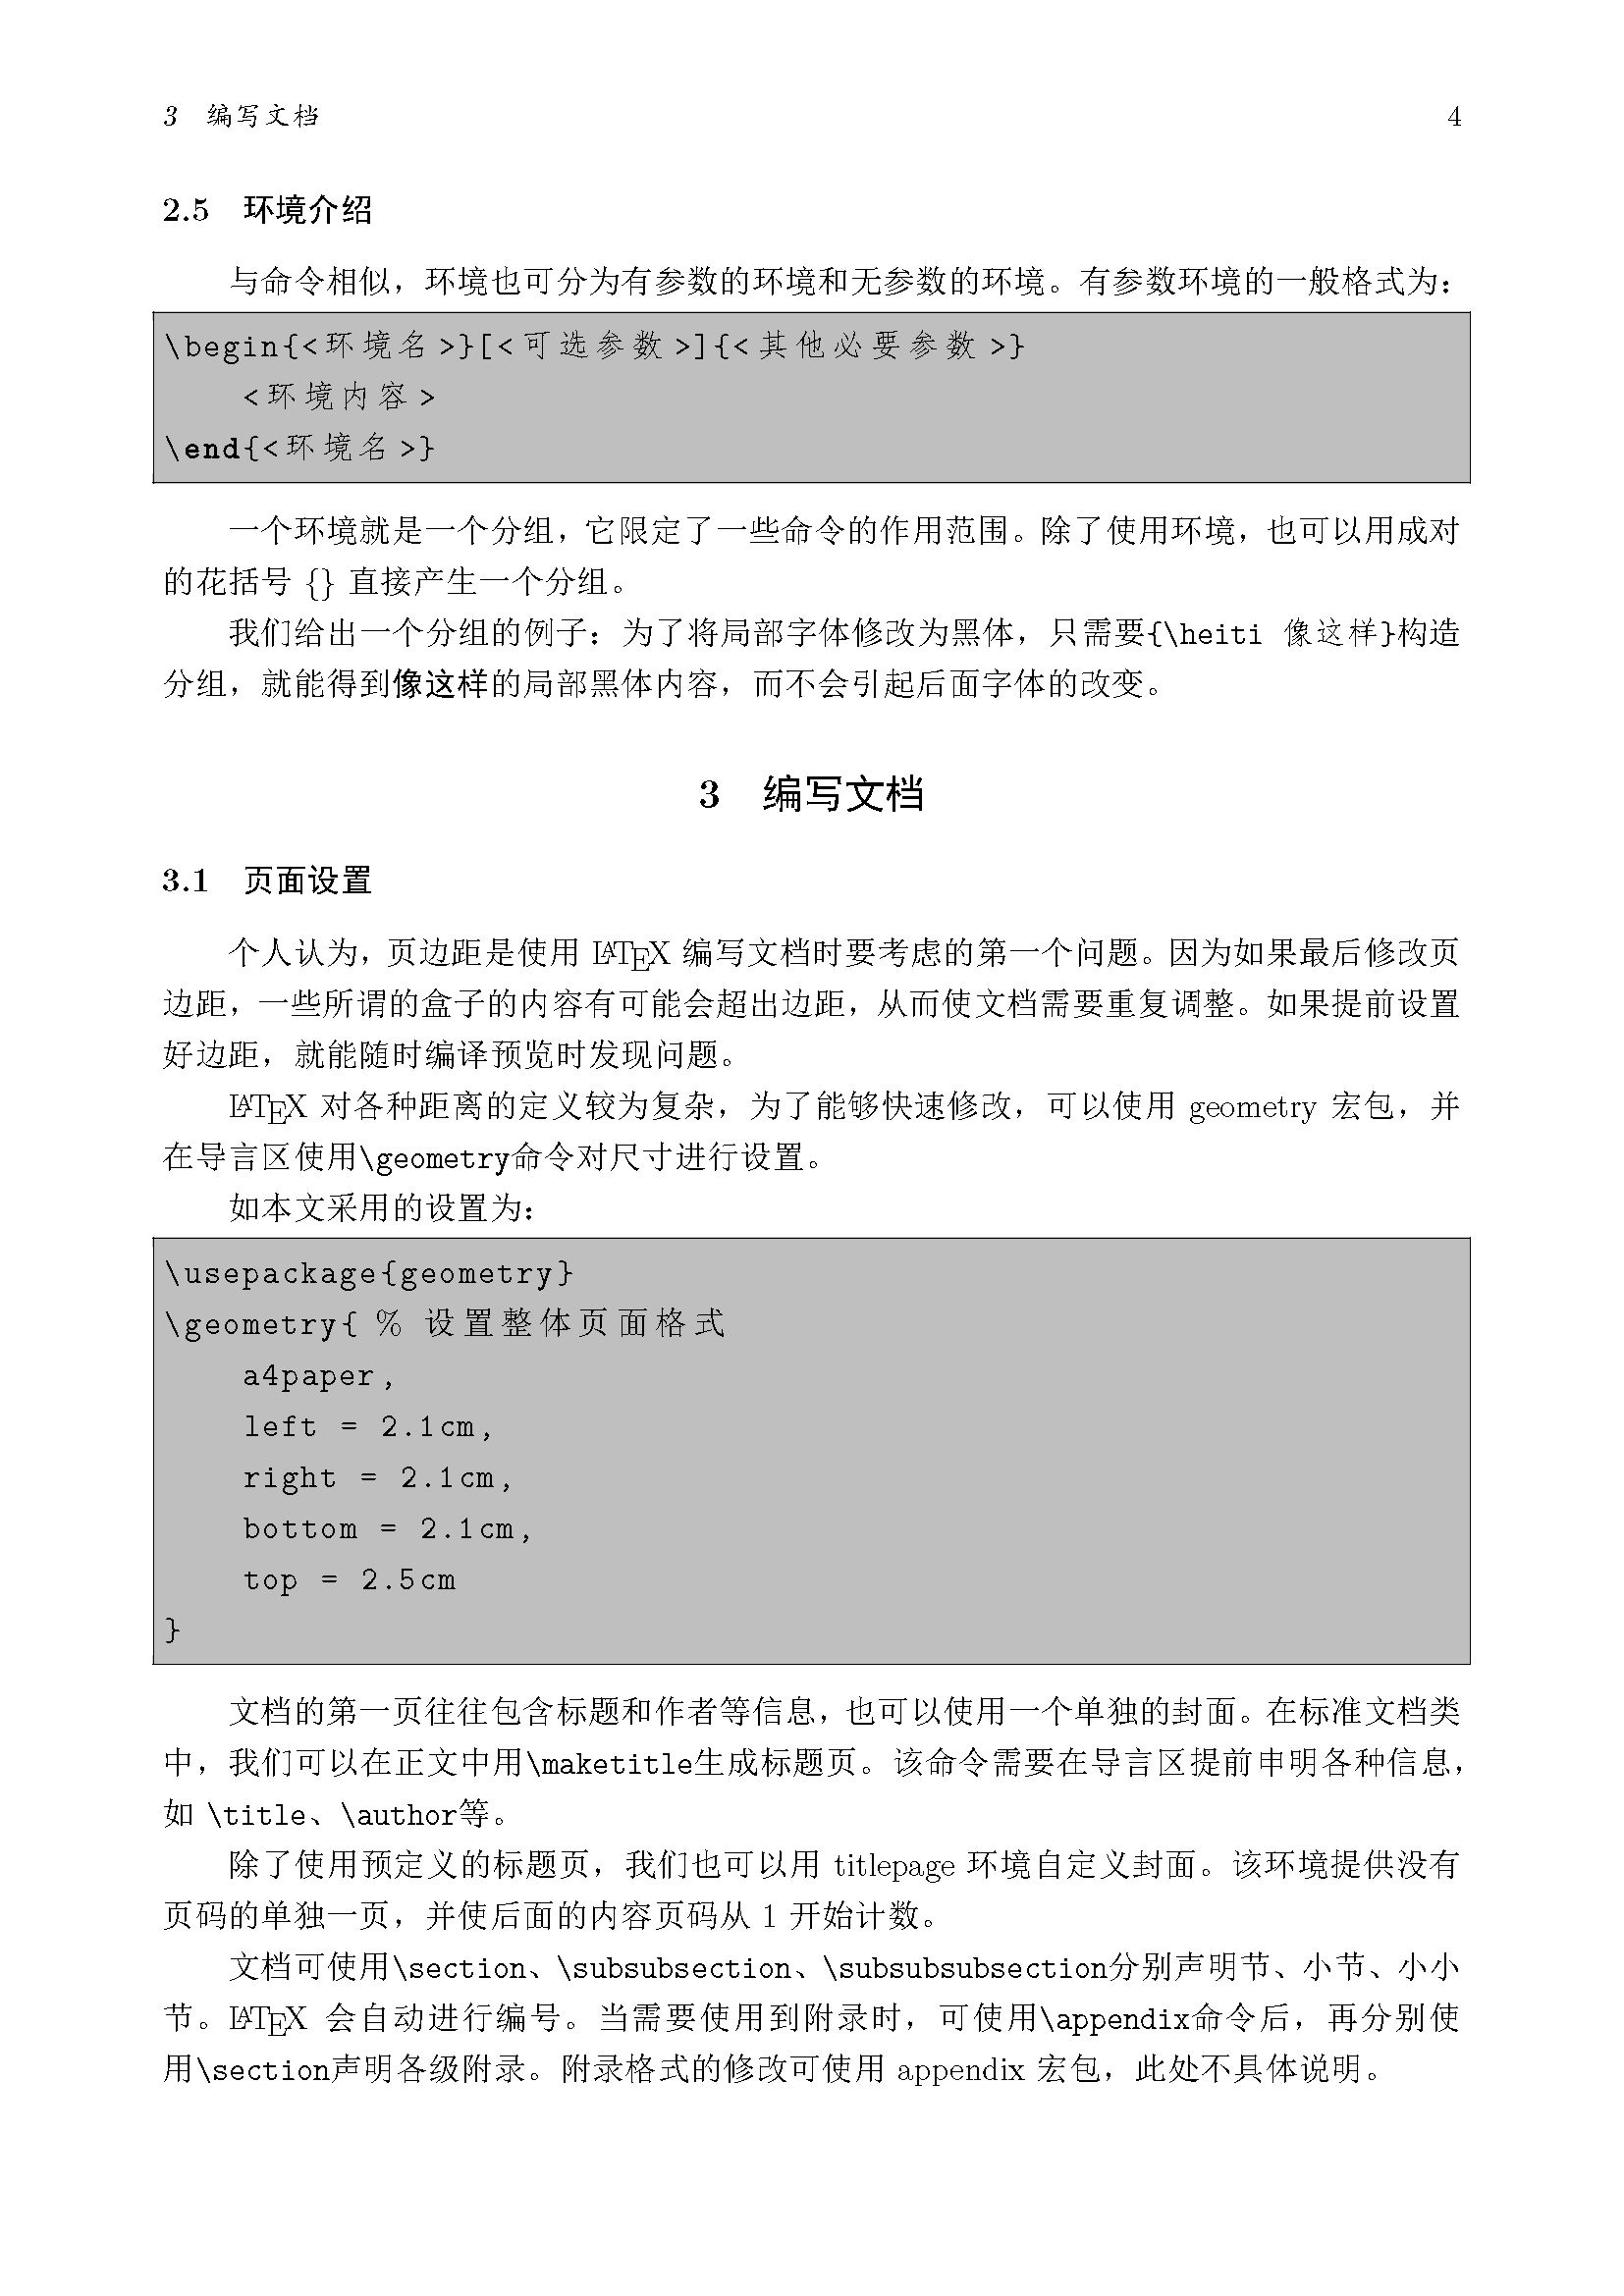 3 编写文档 4
2.5 环境介绍
与命令相似，环境也可分为有参数的环境和无参数的环境。有参数环境的一般格式为：
\begin{<环境名>}[<可选参数>]{<其他必要参数>}
    <环境内容>
\end{<环境名>}
一个环境就是一个分组，它限定了一些命令的作用范围。除了使用环境，也可以用成对
的花括号 {} 直接产生一个分组。
我们给出一个分组的例子：为了将局部字体修改为黑体，只需要{\heiti 像这样}构造
分组，就能得到像这样的局部黑体内容，而不会引起后面字体的改变。
3 编写文档
3.1 页面设置
个人认为，页边距是使用 LATEX 编写文档时要考虑的第一个问题。因为如果最后修改页
边距，一些所谓的盒子的内容有可能会超出边距，从而使文档需要重复调整。如果提前设置
好边距，就能随时编译预览时发现问题。
LATEX 对各种距离的定义较为复杂，为了能够快速修改，可以使用 geometry 宏包，并
在导言区使用\geometry命令对尺寸进行设置。
如本文采用的设置为：
\usepackage{geometry}
\geometry{ % 设置整体页面格式
    a4paper,
    left = 2.1cm,
    right = 2.1cm,
    bottom = 2.1cm,
    top = 2.5cm
}
文档的第一页往往包含标题和作者等信息，也可以使用一个单独的封面。在标准文档类
中，我们可以在正文中用\maketitle生成标题页。该命令需要在导言区提前申明各种信息，
如 \title、\author等。
除了使用预定义的标题页，我们也可以用 titlepage 环境自定义封面。该环境提供没有
页码的单独一页，并使后面的内容页码从 1 开始计数。
文档可使用\section、\subsubsection、\subsubsubsection分别声明节、小节、小小
节。LATEX 会自动进行编号。当需要使用到附录时，可使用\appendix命令后，再分别使
用\section声明各级附录。附录格式的修改可使用 appendix 宏包，此处不具体说明。